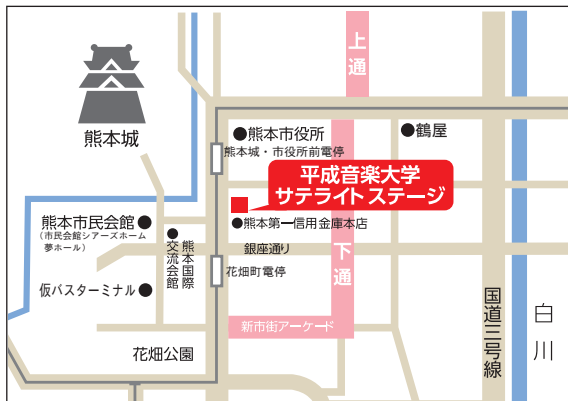 上通
熊本城
熊本市役所
熊本城・市役所前電停
鶴屋
平成音楽大学
サテライトステージ
熊本第一信用金庫本店
熊本市民会館
(市民会館シアーズホーム
夢ホール)
熊本国際
交流会館
銀座通り
下通
花畑町電停
仮バスターミナル
新市街アーケード
花畑公園
国道三号線
白川